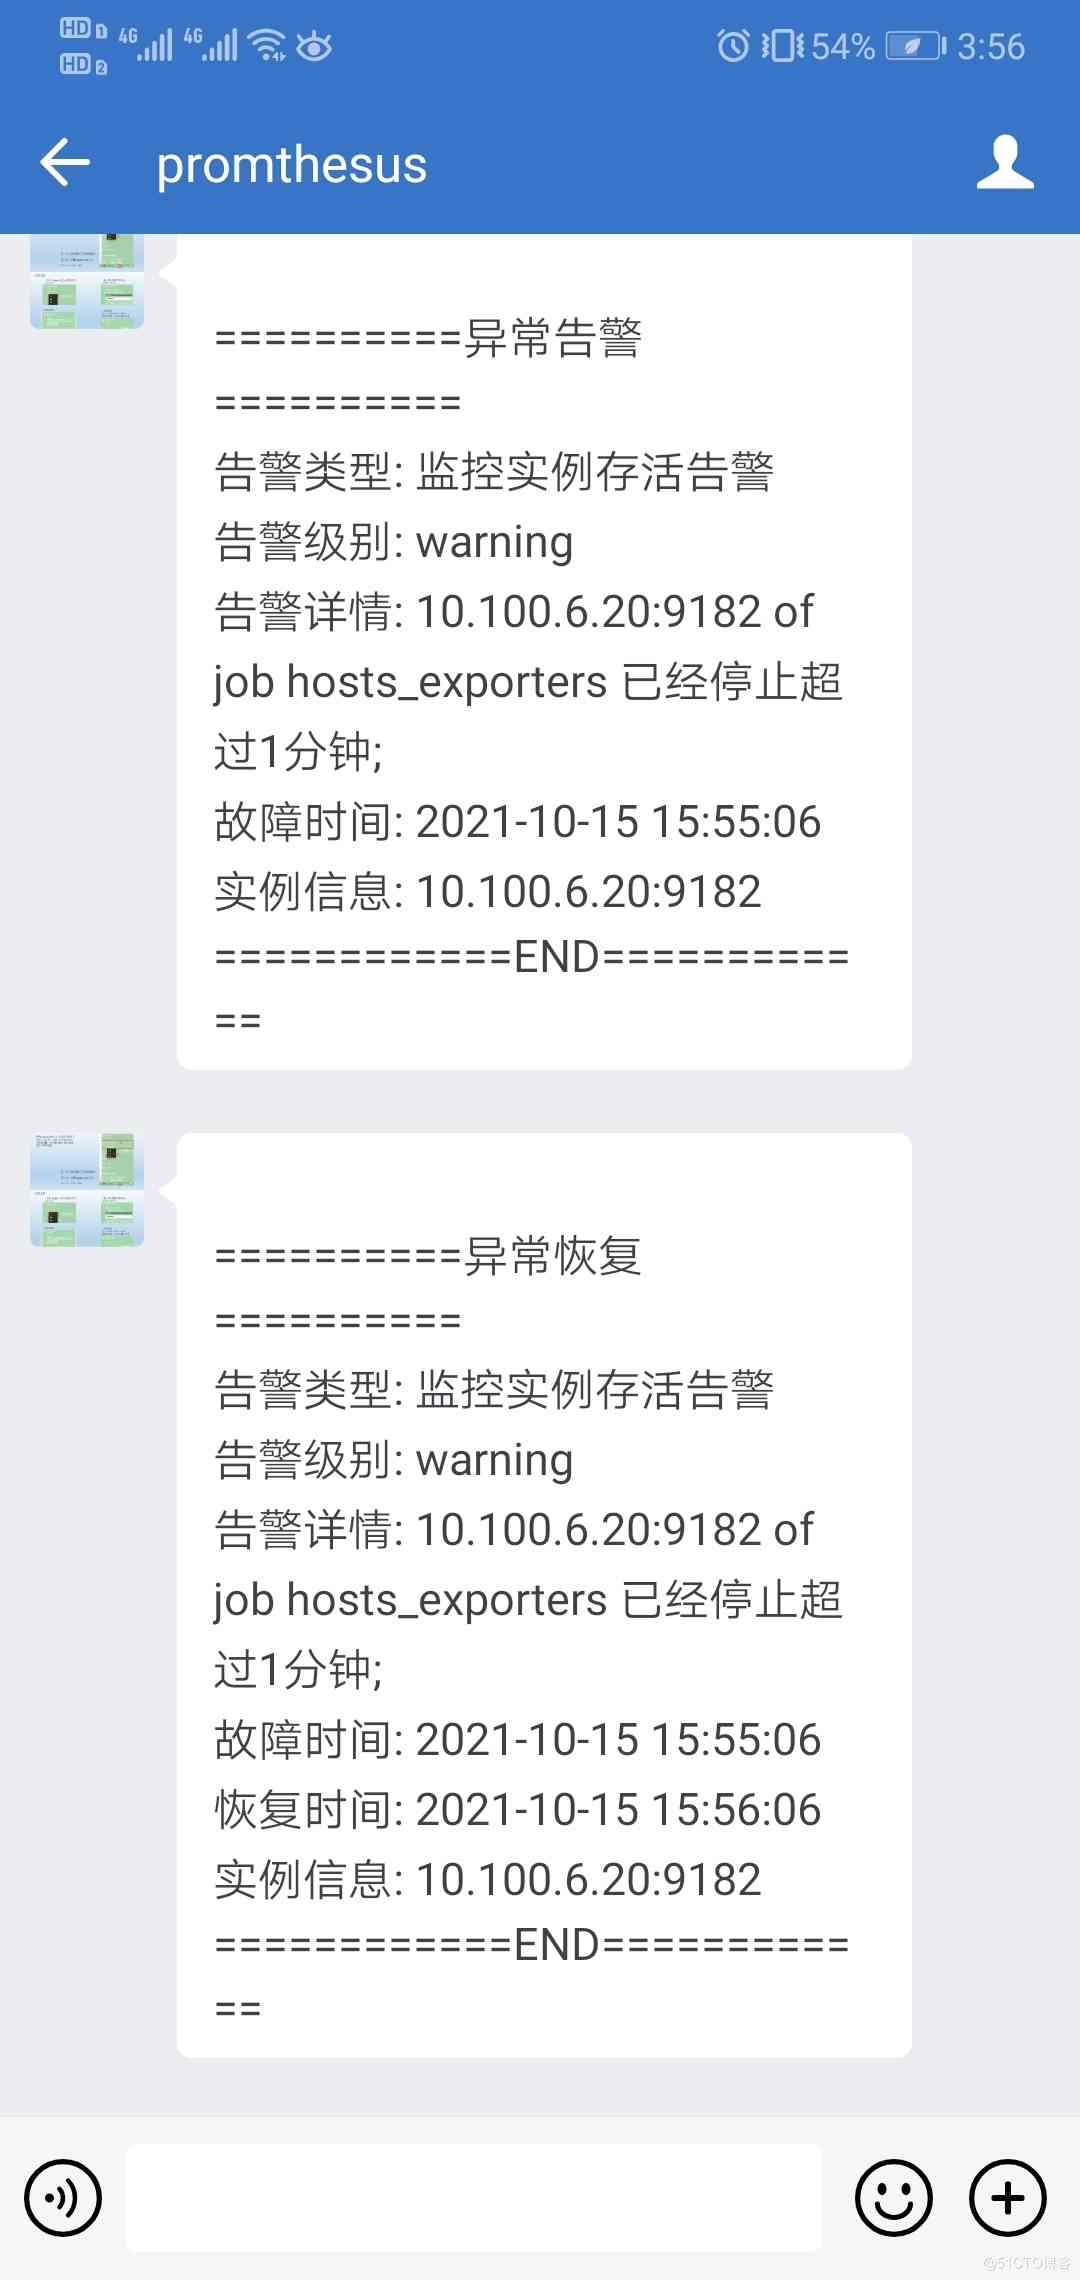 HD 1 4G 4G 54% 3:56
HD 2
promthesus
==========异常告警
==========
告警类型: 监控实例存活告警
告警级别: warning
告警详情: 10.100.6.20:9182 of
job hosts_exporters 已经停止超
过1分钟;
故障时间: 2021-10-15 15:55:06
实例信息: 10.100.6.20:9182
============END==========
==
==========异常恢复
==========
告警类型: 监控实例存活告警
告警级别: warning
告警详情: 10.100.6.20:9182 of
job hosts_exporters 已经停止超
过1分钟;
故障时间: 2021-10-15 15:55:06
恢复时间: 2021-10-15 15:56:06
实例信息: 10.100.6.20:9182
============END==========
==
@51CTO博客